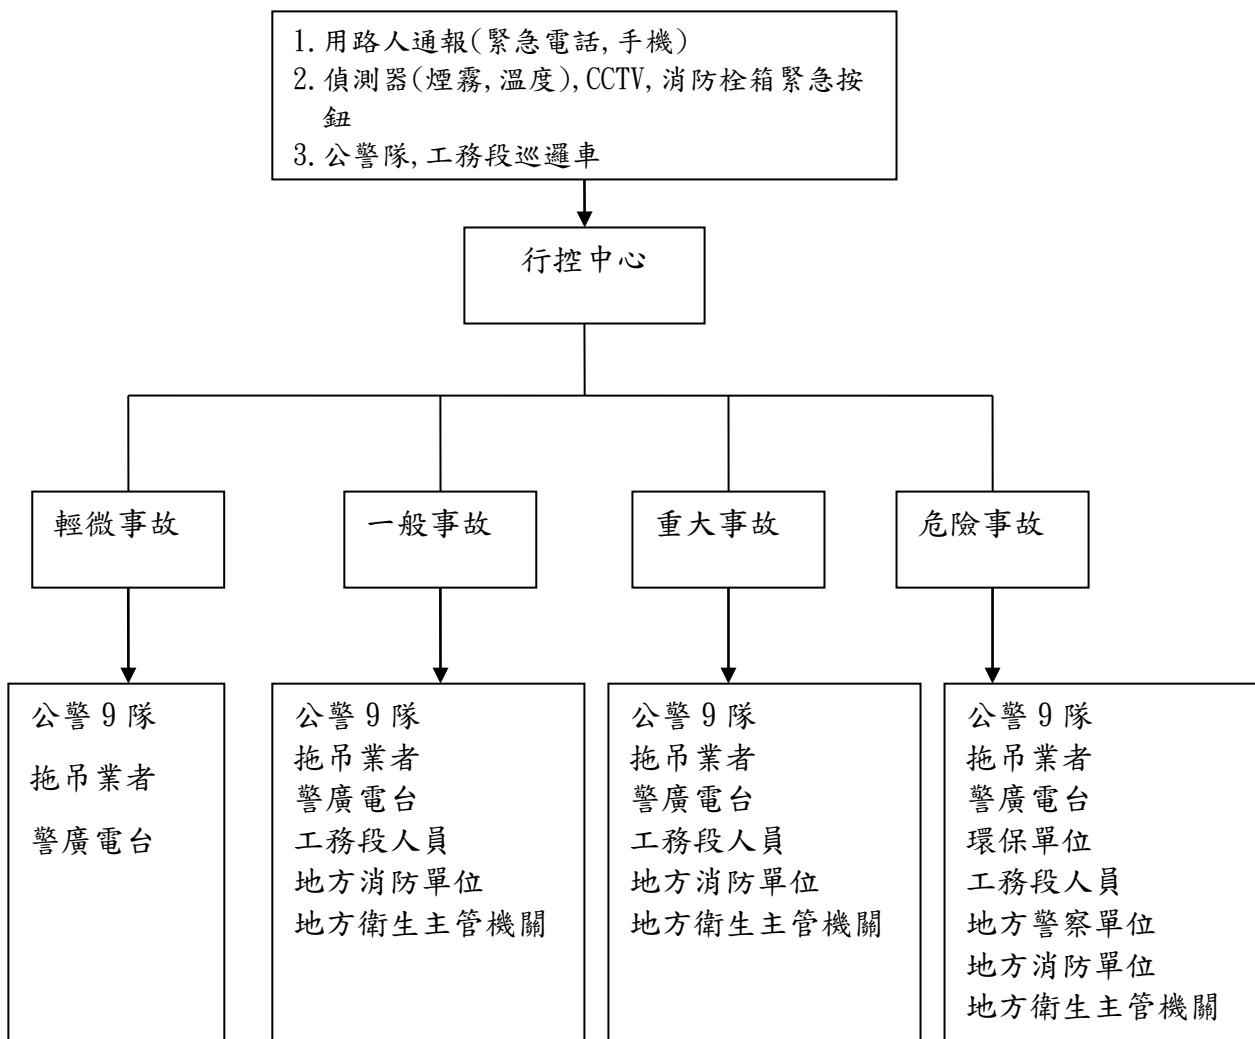 1. 用路人通報(緊急電話,手機)
2. 偵測器(煙霧,溫度),CCTV,消防栓箱緊急按
鈕
3. 公警隊,工務段巡邏車
行控中心
輕微事故
一般事故
重大事故
危險事故
公警 9 隊
拖吊業者
警廣電台
公警 9 隊
拖吊業者
警廣電台
工務段人員
地方消防單位
地方衛生主管機關
公警 9 隊
拖吊業者
警廣電台
工務段人員
地方消防單位
地方衛生主管機關
公警 9 隊
拖吊業者
警廣電台
環保單位
工務段人員
地方警察單位
地方消防單位
地方衛生主管機關